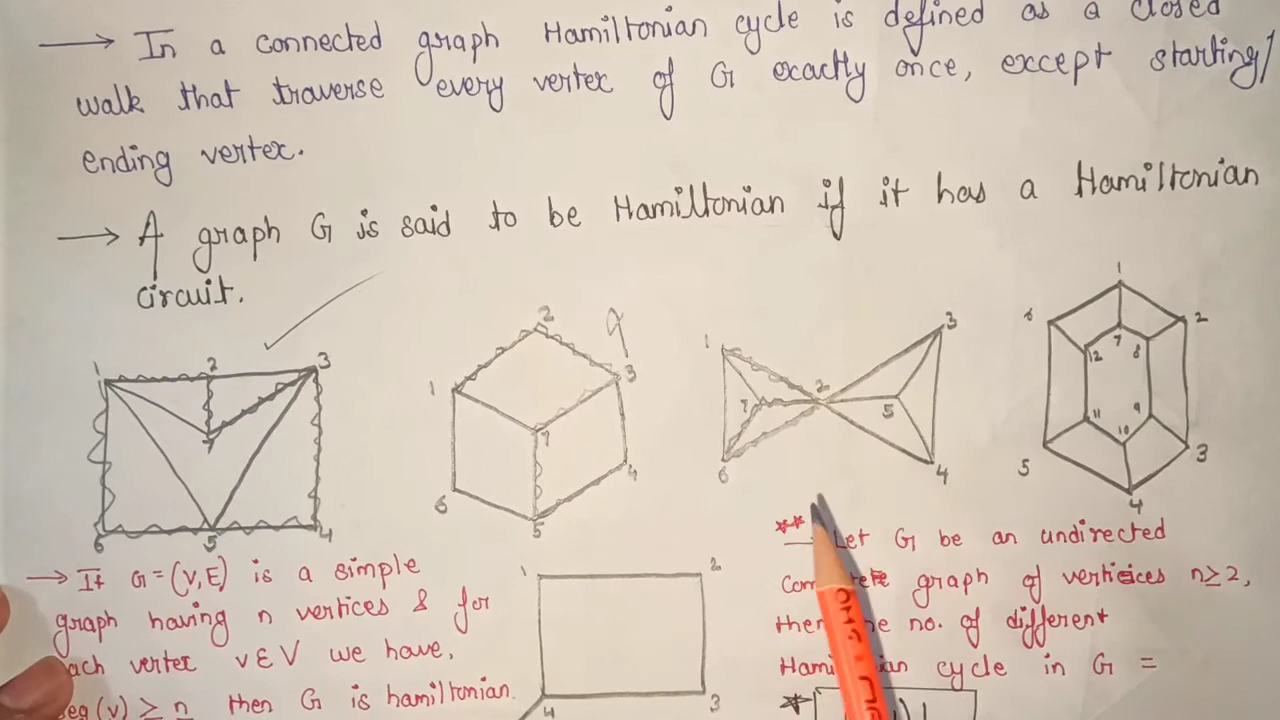 → In a connected graph Hamiltonian cycle is defined as a closed
walk that traverse every vertex of G exactly once, except starting/
ending vertex.
→ A graph G is said to be Hamiltonian if it has a Hamiltonian
circuit.
1 2 3
7
6 5 4
2
1 3
7
6 4
5
1 3
2
7 5
6 4
1
6 2
12 7 8
11 10 9
5 3
4
→ If G=(V,E) is a simple
graph having n vertices & for
each vertex v∈V we have,
deg(v) ≥ n then G is hamiltonian.
1 2
4 3
** Let G be an undirected
graph of vertices n≥2,
then no. of different
cycle in G =
*